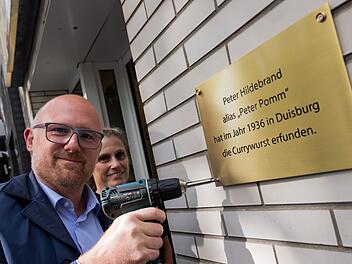 Peter Hildebrand
alias „Peter Pomm“
hat im Jahr 1936 in Duisburg
die Currywurst erfunden.